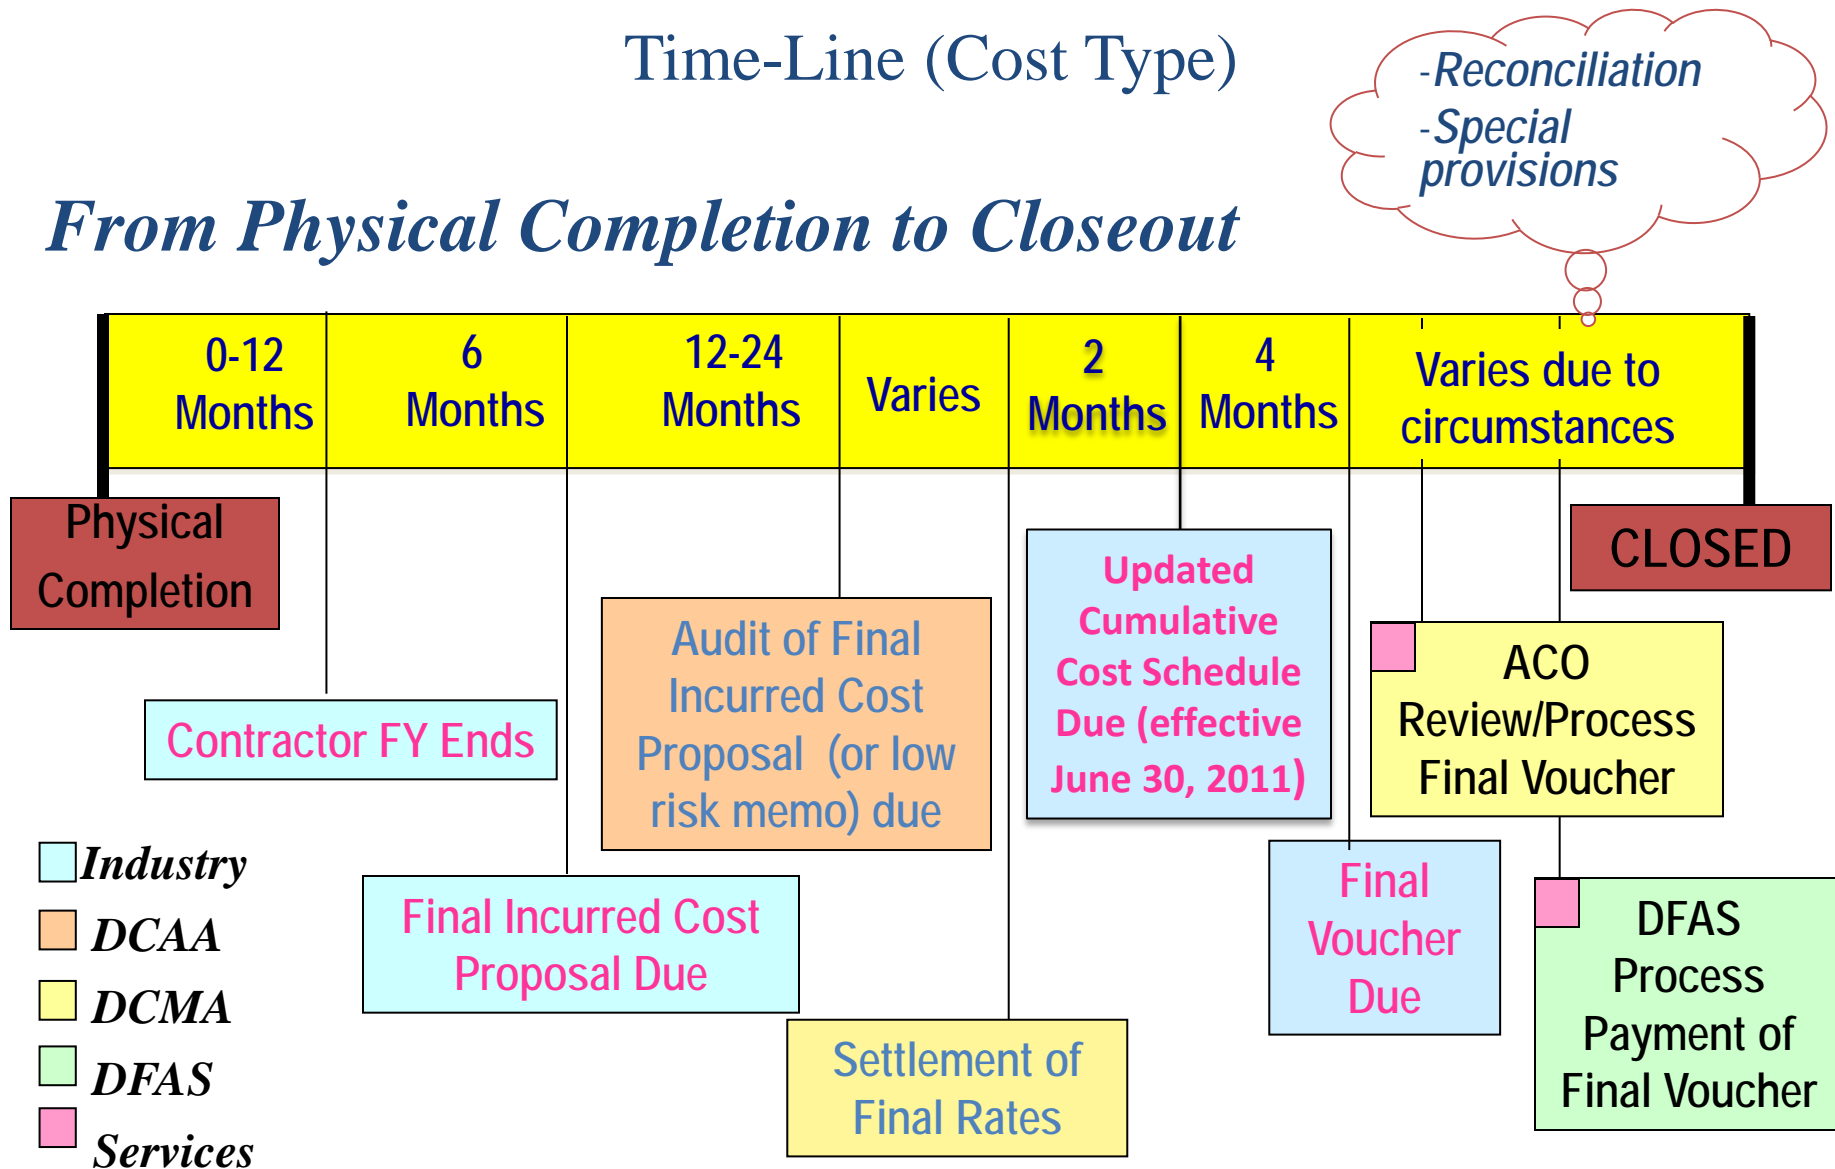 Time-Line (Cost Type)
-Reconciliation
-Special
provisions
From Physical Completion to Closeout
0-12
Months
6
Months
12-24
Months
Varies
2
Months
4
Months
Varies due to
circumstances
Physical
Completion
CLOSED
Contractor FY Ends
Final Incurred Cost
Proposal Due
Audit of Final
Incurred Cost
Proposal (or low
risk memo) due
Settlement of
Final Rates
Updated
Cumulative
Cost Schedule
Due (effective
June 30, 2011)
Final
Voucher
Due
ACO
Review/Process
Final Voucher
DFAS
Process
Payment of
Final Voucher
Industry
DCAA
DCMA
DFAS
Services